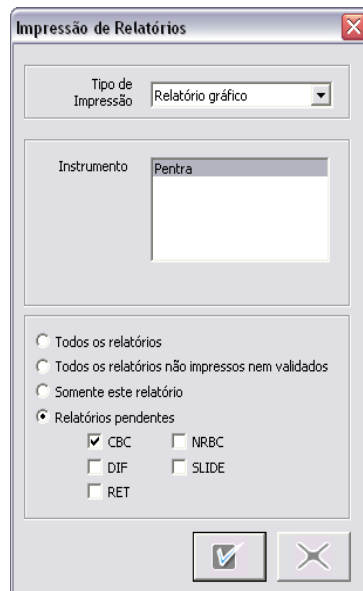 Impressão de Relatórios
Tipo de
Impressão
Relatório gráfico
Instrumento
Pentra
Todos os relatórios
Todos os relatórios não impressos nem validados
Somente este relatório
Relatórios pendentes
CBC NRBC
DIF SLIDE
RET